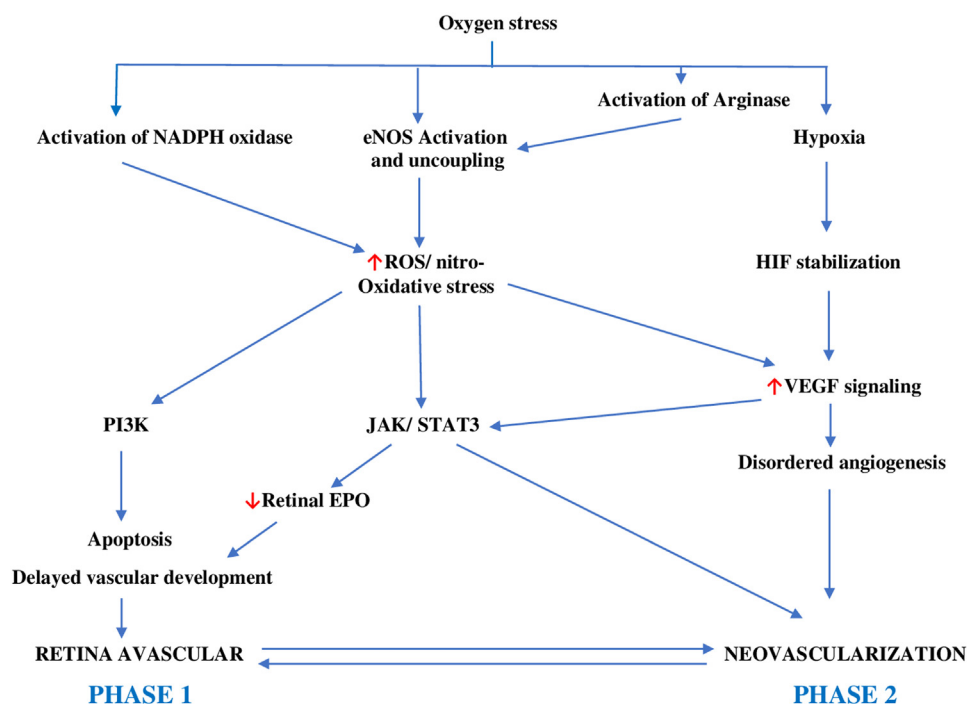 Oxygen stress
Activation of Arginase
Activation of NADPH oxidase
eNOS Activation
and uncoupling
Hypoxia
↑ROS/ nitro-
Oxidative stress
HIF stabilization
↑VEGF signaling
PI3K
JAK/ STAT3
Disordered angiogenesis
↓Retinal EPO
Apoptosis
Delayed vascular development
RETINA AVASCULAR
NEOVASCULARIZATION
PHASE 1
PHASE 2